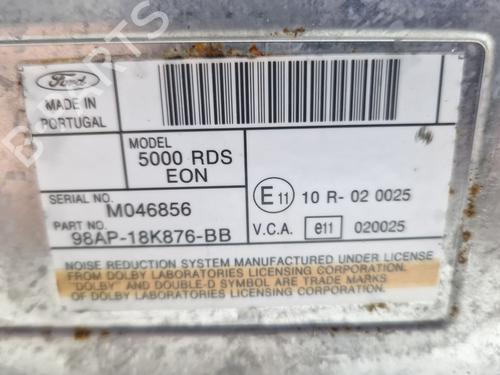 Ford
MADE IN
PORTUGAL
MODEL
5000 RDS
EON
SERIAL NO.
M046856
PART NO.
98AP-18K876-BB
E11 10 R- 02 0025
V.C.A. e11 020025
NOISE REDUCTION SYSTEM MANUFACTURED UNDER LICENSE
FROM DOLBY LABORATORIES LICENSING CORPORATION.
"DOLBY" AND DOUBLE-D SYMBOL ARE TRADE MARKS
OF DOLBY LABORATORIES LICENSING CORPORATION.